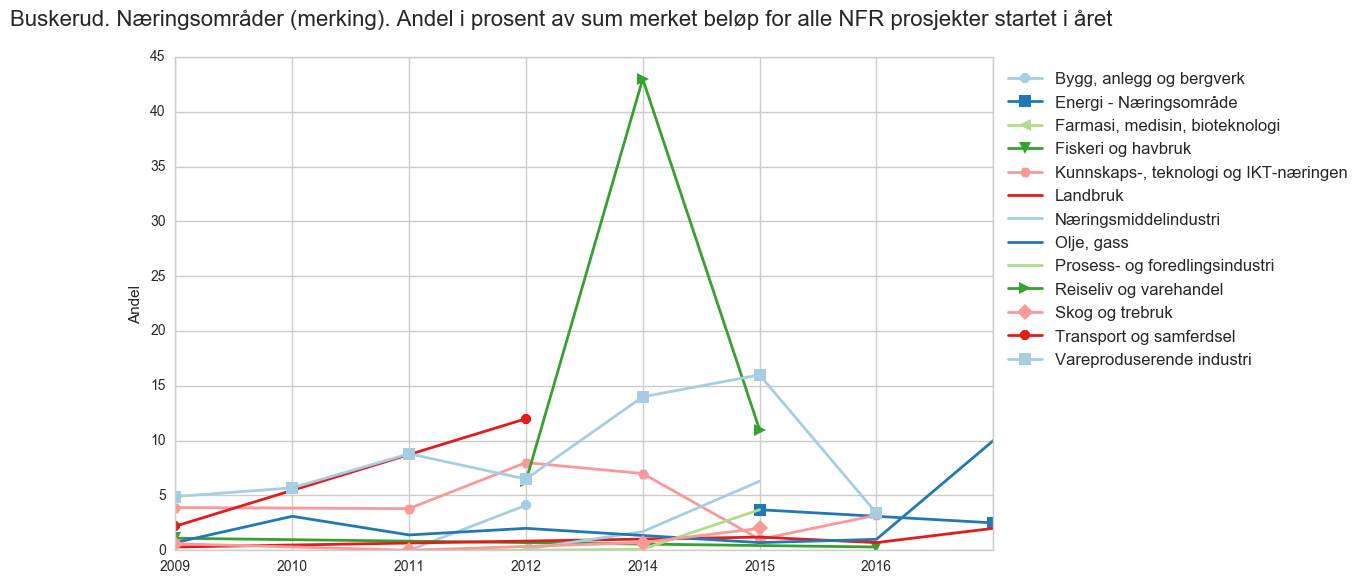 Buskerud. Næringsområder (merking). Andel i prosent av sum merket beløp for alle NFR prosjekter startet i året
45
40
35
30
25
20
15
10
5
0
Andel
2009 2010 2011 2012 2014 2015 2016
Bygg, anlegg og bergverk
Energi - Næringsområde
Farmasi, medisin, bioteknologi
Fiskeri og havbruk
Kunnskaps-, teknologi og IKT-næringen
Landbruk
Næringsmiddelindustri
Olje, gass
Prosess- og foredlingsindustri
Reiseliv og varehandel
Skog og trebruk
Transport og samferdsel
Vareproduserende industri